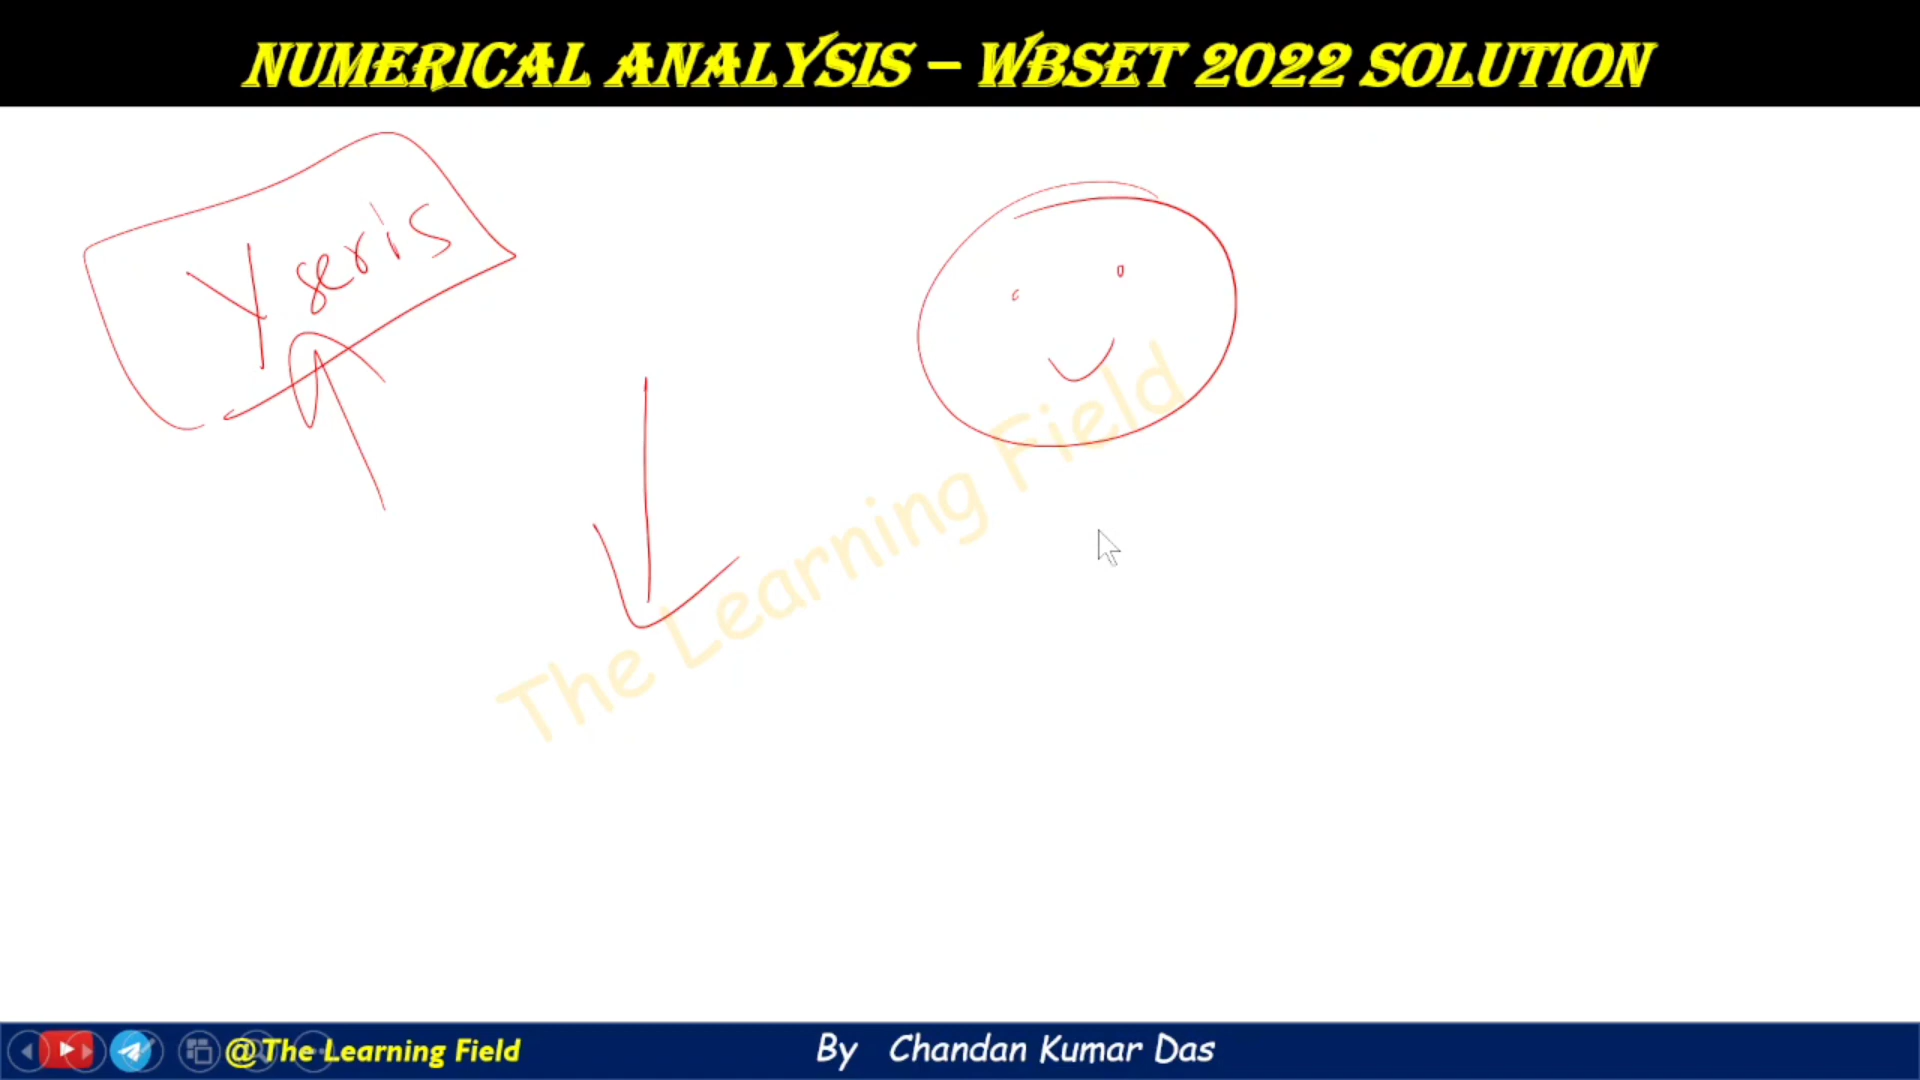 NUMERICAL ANALYSIS – WBSET 2022 SOLUTION
Y seris
The Learning Field
@The Learning Field
By Chandan Kumar Das